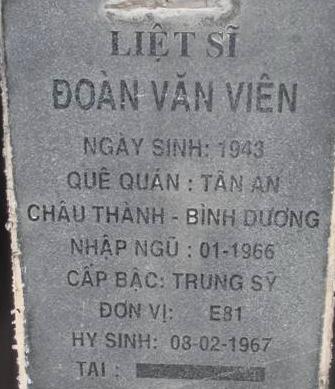 LIỆT SĨ
ĐOÀN VĂN VIÊN
NGÀY SINH: 1943
QUÊ QUÁN : TÂN AN
CHÂU THÀNH - BÌNH DƯƠNG
NHẬP NGŨ : 01-1966
CẤP BẬC: TRUNG SỸ
ĐƠN VỊ: E81
HY SINH: 08-02-1967
TẠI :